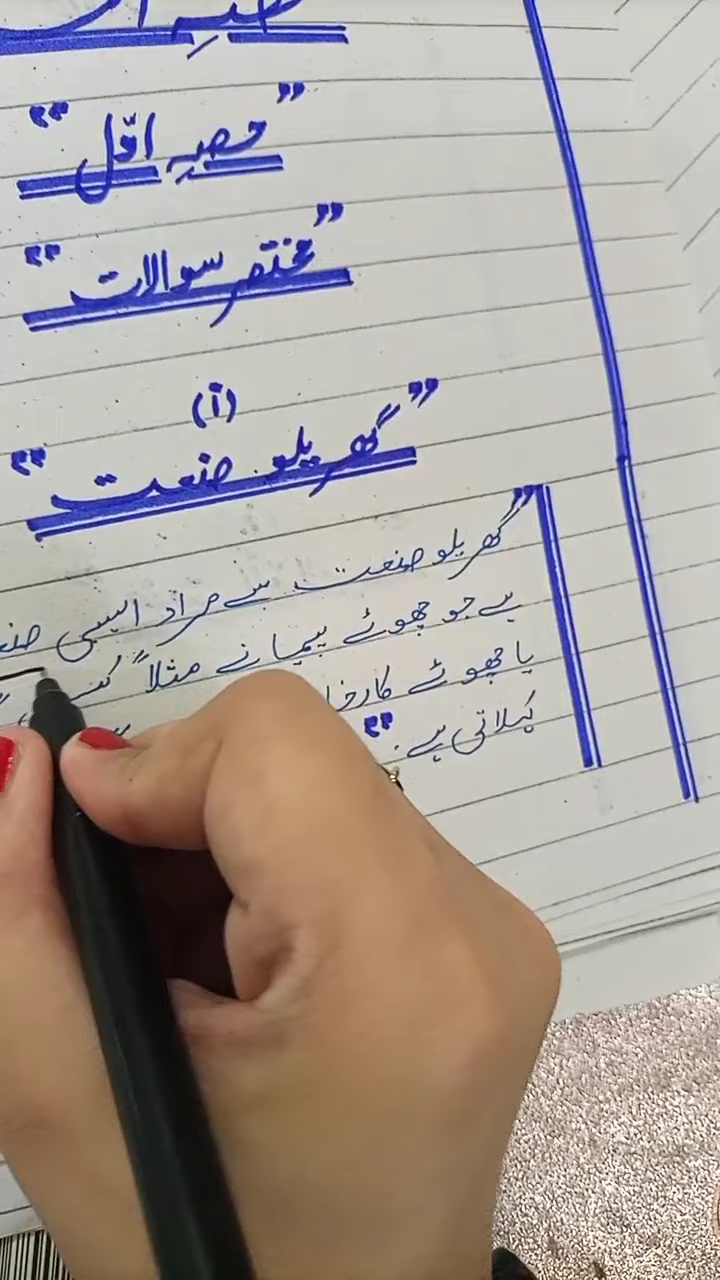 "حصہِ اوّل"
"مختصر سوالات"
(آ)
"گھریلو صنعت"
"گھریلو صنعت سے مراد ایسی
ہے جو چھوٹے پیمانے مثلاً
یا چھوٹے
کہلاتی ہے۔"